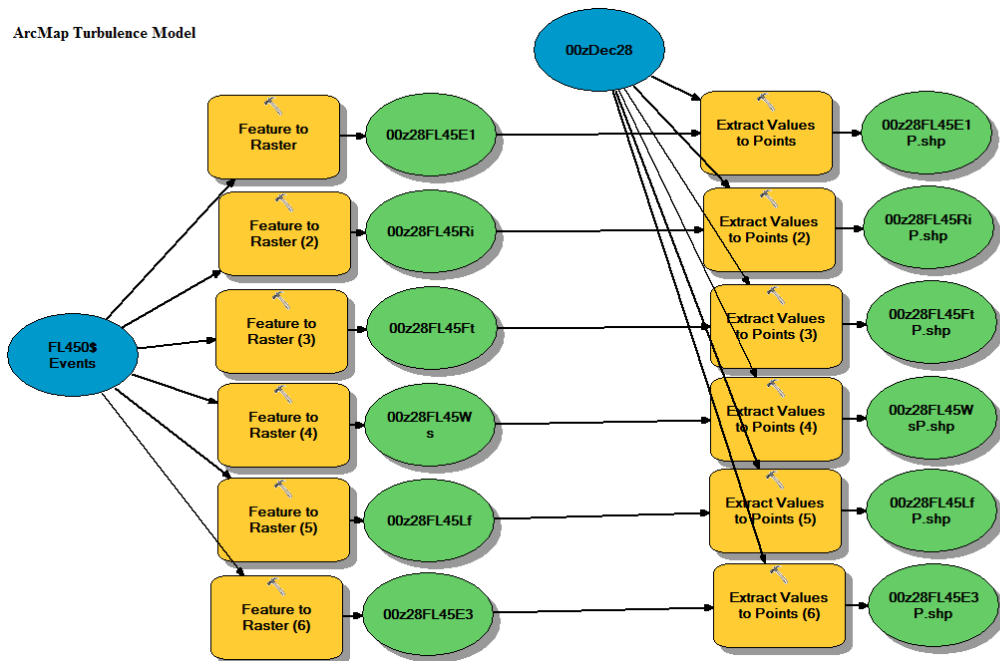 ArcMap Turbulence Model
00zDec28
FL450$
Events
Feature to
Raster
00z28FL45E1
Extract Values
to Points
00z28FL45E1
P.shp
Feature to
Raster (2)
00z28FL45Ri
Extract Values
to Points (2)
00z28FL45Ri
P.shp
Feature to
Raster (3)
00z28FL45Ft
Extract Values
to Points (3)
00z28FL45Ft
P.shp
Feature to
Raster (4)
00z28FL45W
s
Extract Values
to Points (4)
00z28FL45W
sP.shp
Feature to
Raster (5)
00z28FL45Lf
Extract Values
to Points (5)
00z28FL45Lf
P.shp
Feature to
Raster (6)
00z28FL45E3
Extract Values
to Points (6)
00z28FL45E3
P.shp